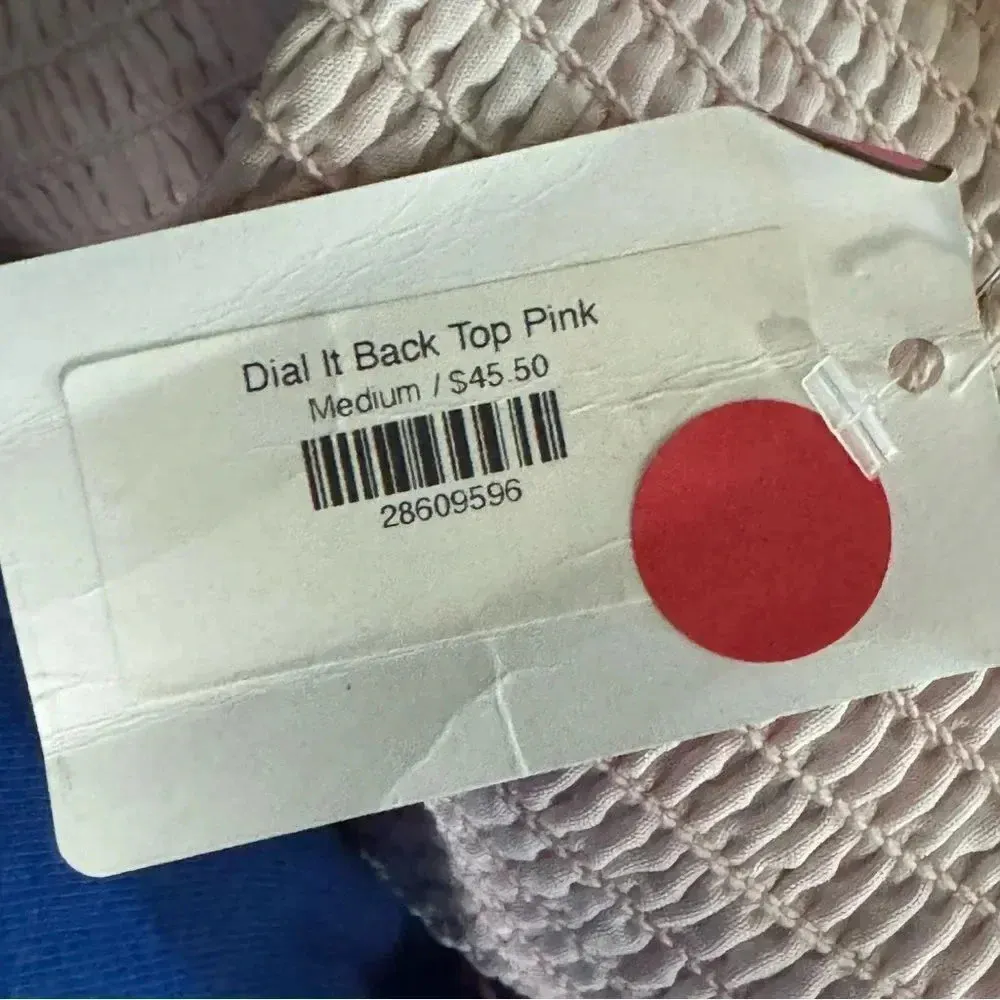 Dial It Back Top Pink
Medium / $45.50
28609596